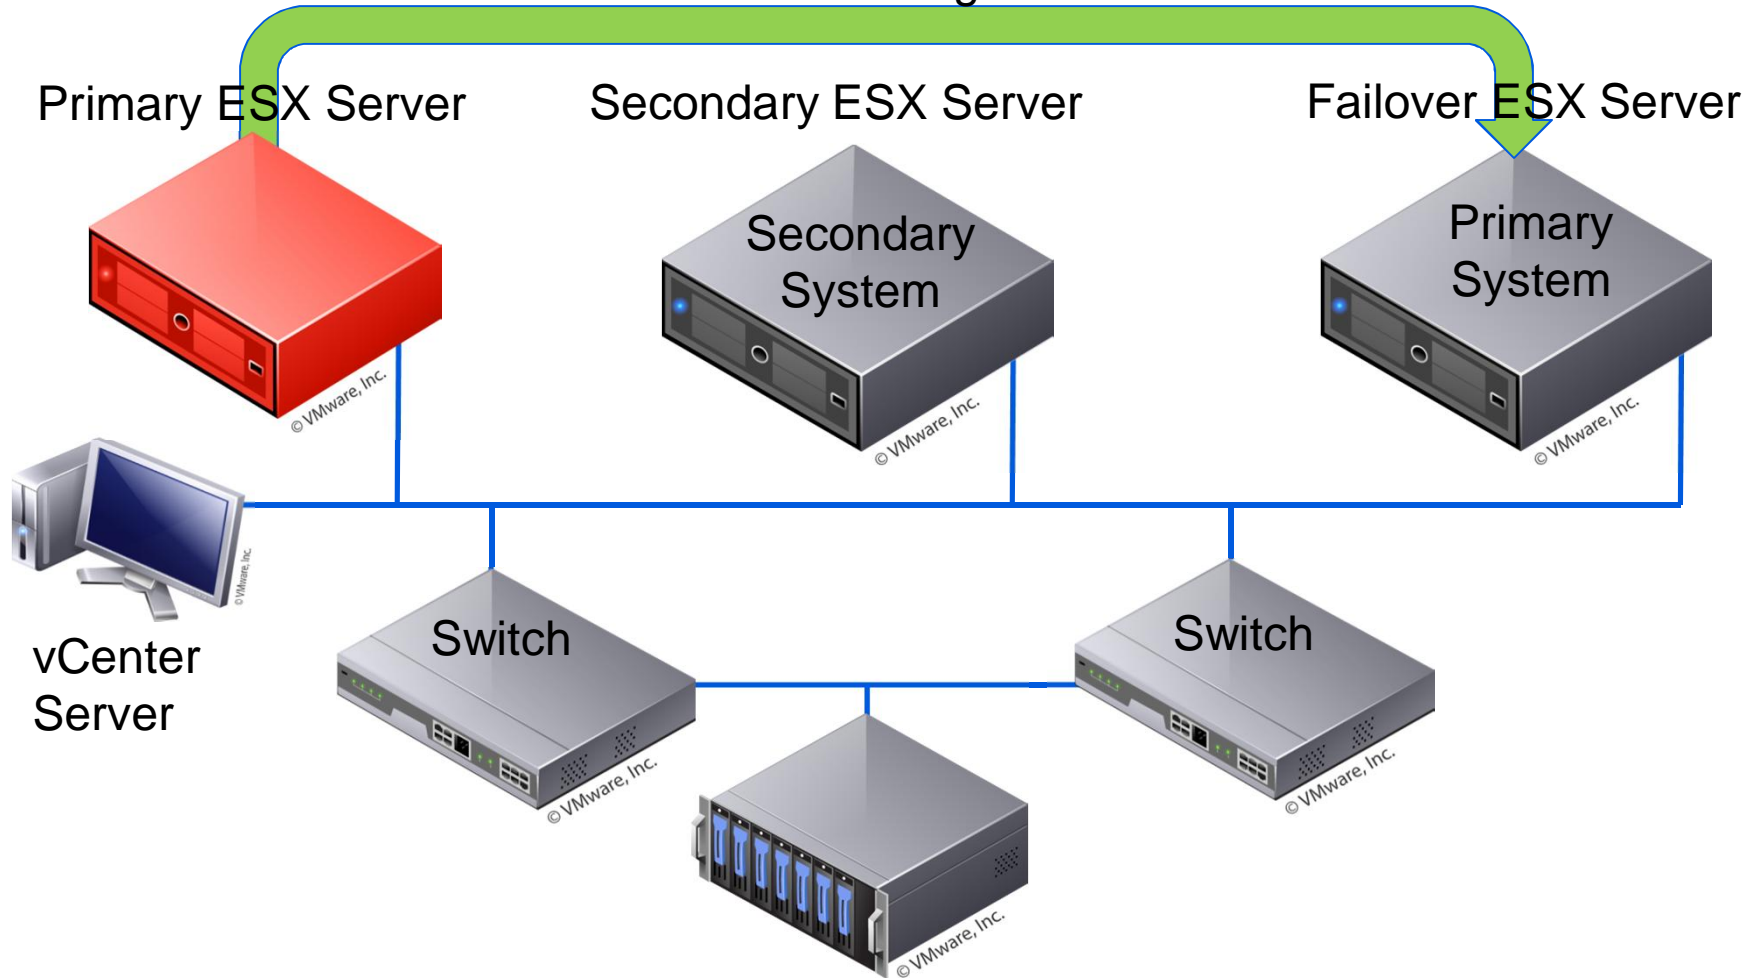 Primary ESX Server
Secondary ESX Server
Failover ESX Server
Secondary
System
Primary
System
© VMware, Inc.
© VMware, Inc.
© VMware, Inc.
© VMware, Inc.
vCenter
Server
Switch
Switch
© VMware, Inc.
© VMware, Inc.
© VMware, Inc.